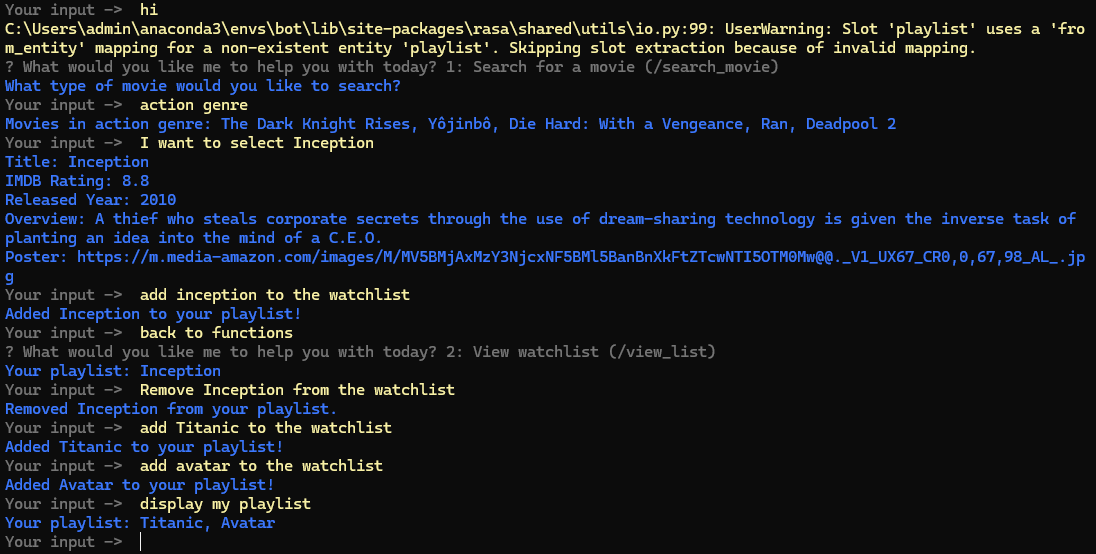 Your input ->  hi
C:\Users\admin\anaconda3\envs\bot\lib\site-packages\rasa\shared\utils\io.py:99: UserWarning: Slot 'playlist' uses a 'fro
m_entity' mapping for a non-existent entity 'playlist'. Skipping slot extraction because of invalid mapping.
? What would you like me to help you with today? 1: Search for a movie (/search_movie)
What type of movie would you like to search?
Your input ->  action genre
Movies in action genre: The Dark Knight Rises, Yôjinbô, Die Hard: With a Vengeance, Ran, Deadpool 2
Your input ->  I want to select Inception
Title: Inception
IMDB Rating: 8.8
Released Year: 2010
Overview: A thief who steals corporate secrets through the use of dream-sharing technology is given the inverse task of
planting an idea into the mind of a C.E.O.
Poster: https://m.media-amazon.com/images/M/MV5BMjAxMzY3NjcxNF5BMl5BanBnXkFtZTcwNTI5OTM0Mw@@._V1_UX67_CR0,0,67,98_AL_.jp
g
Your input ->  add inception to the watchlist
Added Inception to your playlist!
Your input ->  back to functions
? What would you like me to help you with today? 2: View watchlist (/view_list)
Your playlist: Inception
Your input ->  Remove Inception from the watchlist
Removed Inception from your playlist.
Your input ->  add Titanic to the watchlist
Added Titanic to your playlist!
Your input ->  add avatar to the watchlist
Added Avatar to your playlist!
Your input ->  display my playlist
Your playlist: Titanic, Avatar
Your input ->